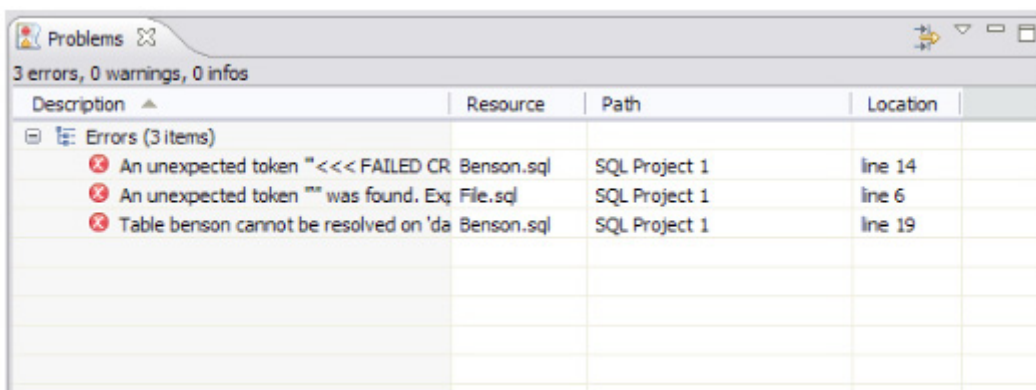 Problems
3 errors, 0 warnings, 0 infos
Description Resource Path Location
Errors (3 items)
An unexpected token "<<< FAILED CR Benson.sql SQL Project 1 line 14
An unexpected token """ was found. Exp File.sql SQL Project 1 line 6
Table benson cannot be resolved on 'da Benson.sql SQL Project 1 line 19